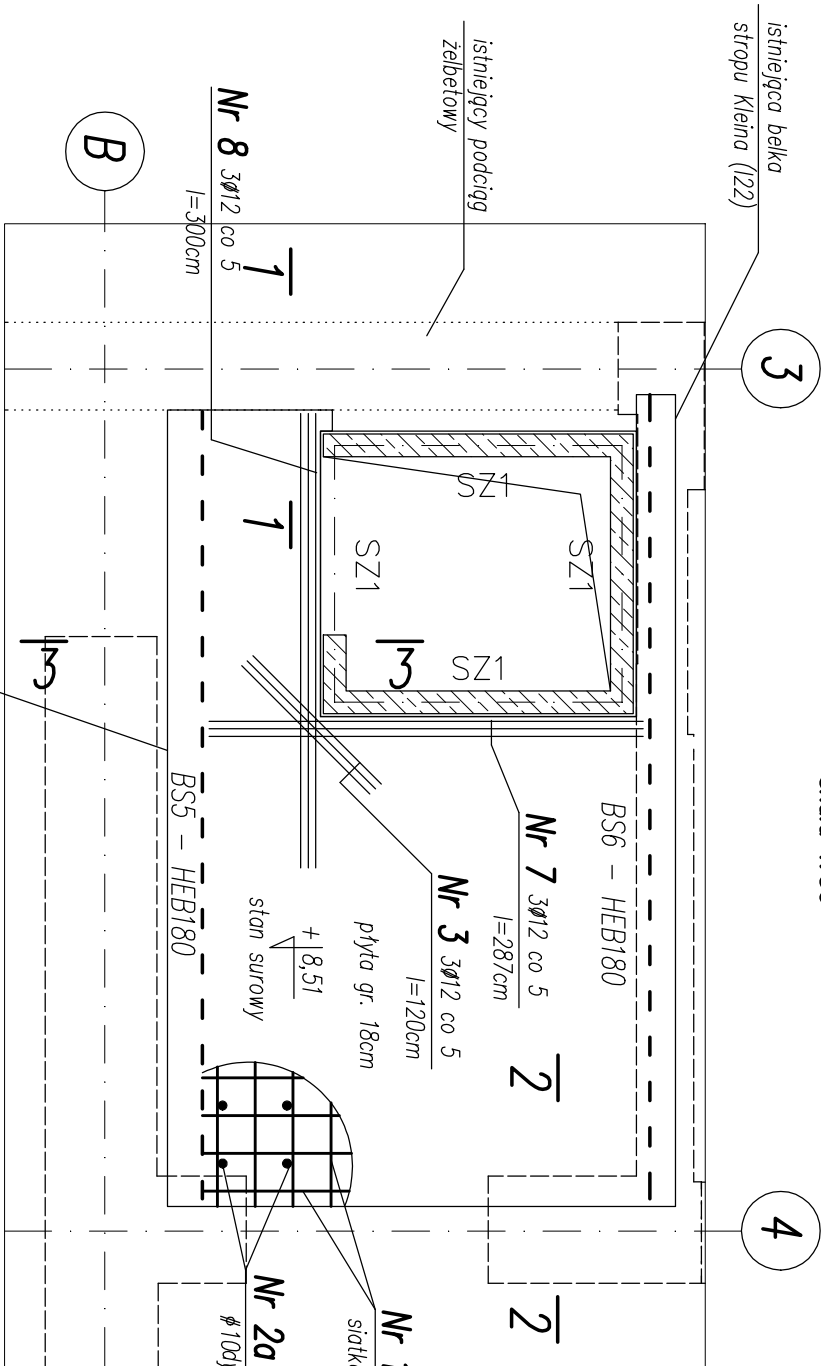 istniejąca belka
stropu Kleina (I22)
istniejący podciąg
żelbetowy
B
Nr 8 3ø12 co 5
l=300cm
1
3
1
SZ1
SZ1
SZ1
SZ1
3
3
BS5 - HEB180
BS6 - HEB180
Nr 7 3ø12 co 5
l=287cm
Nr 3 3ø12 co 5
l=120cm
płyta gr. 18cm
+ 8,51
stan surowy
2
4
2
Nr 2a
Nr